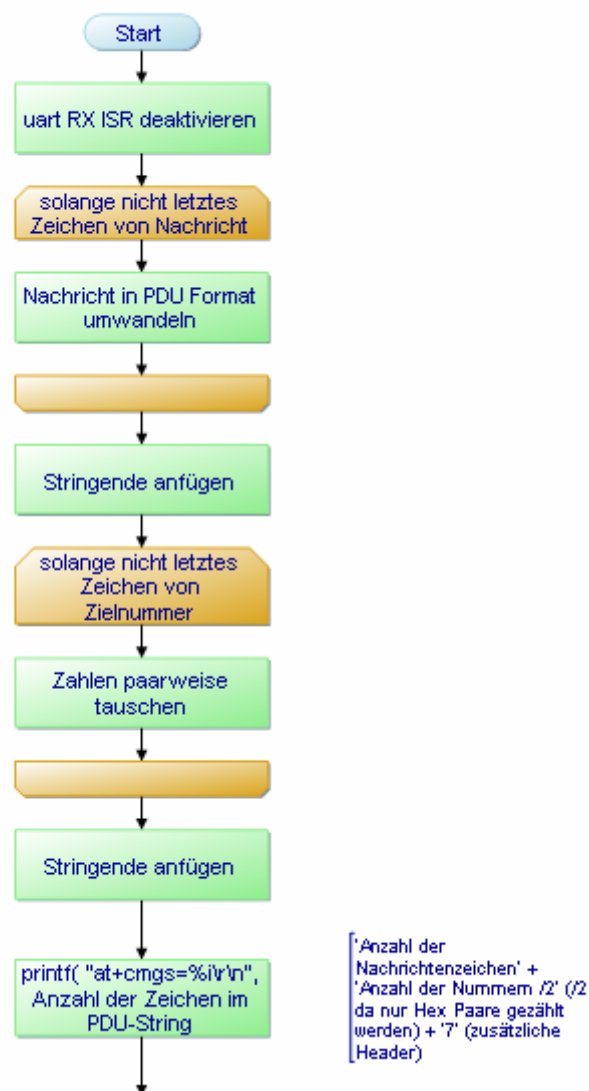 Start
uart RX ISR deaktivieren
solange nicht letztes
Zeichen von Nachricht
Nachricht in PDU Format
umwandeln
Stringende anfügen
solange nicht letztes
Zeichen von
Zielnummer
Zahlen paarweise
tauschen
Stringende anfügen
printf( "at+cmgs=%i\r\n",
Anzahl der Zeichen im
PDU-String
'Anzahl der
Nachrichtenzeichen' +
'Anzahl der Nummern /2' (/2
da nur Hex Paare gezählt
werden) + '7' (zusätzliche
Header)